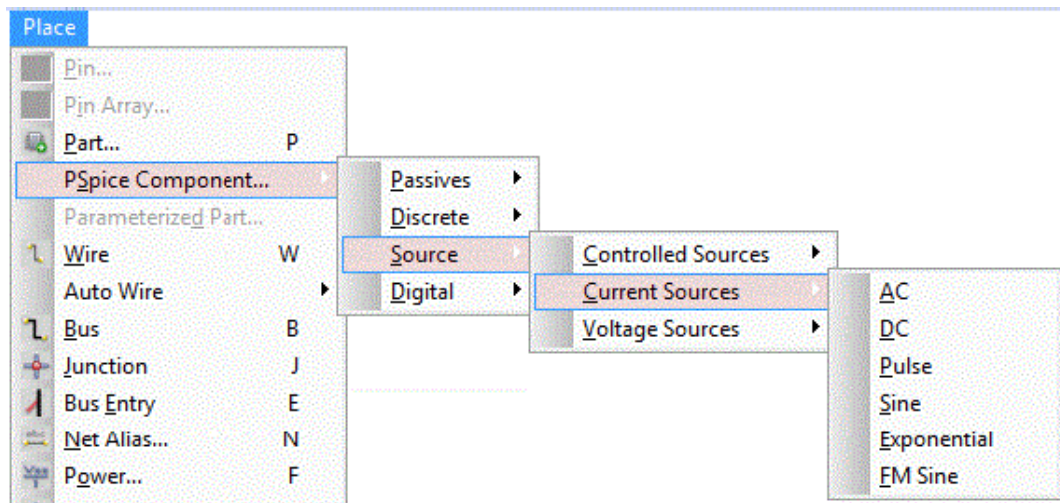 Place
Pin...
Pin Array...
Part... P
PSpice Component...
Parameterized Part...
Wire W
Auto Wire
Bus B
Junction J
Bus Entry E
Net Alias... N
Power... F
Passives
Discrete
Source
Digital
Controlled Sources
Current Sources
Voltage Sources
AC
DC
Pulse
Sine
Exponential
FM Sine